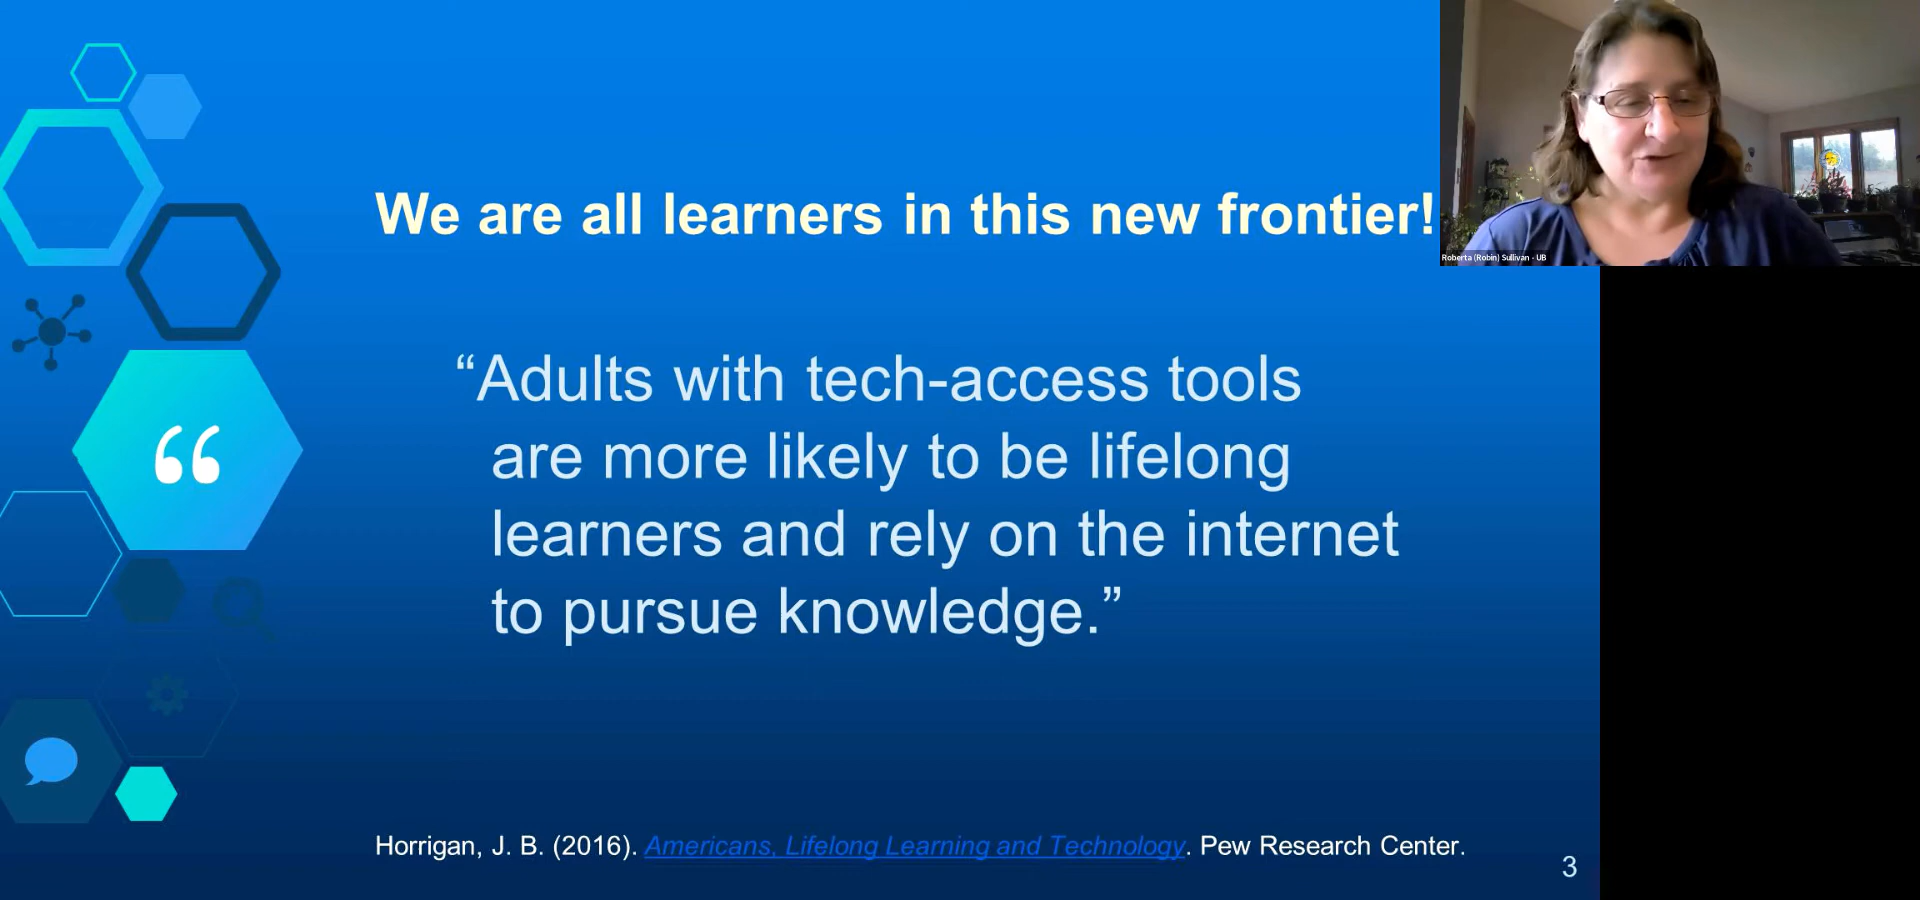 We are all learners in this new frontier!
“Adults with tech-access tools
are more likely to be lifelong
learners and rely on the internet
to pursue knowledge.”
Horrigan, J. B. (2016). Americans, Lifelong Learning and Technology. Pew Research Center.
3
Roberta (Robin) Sullivan - UB